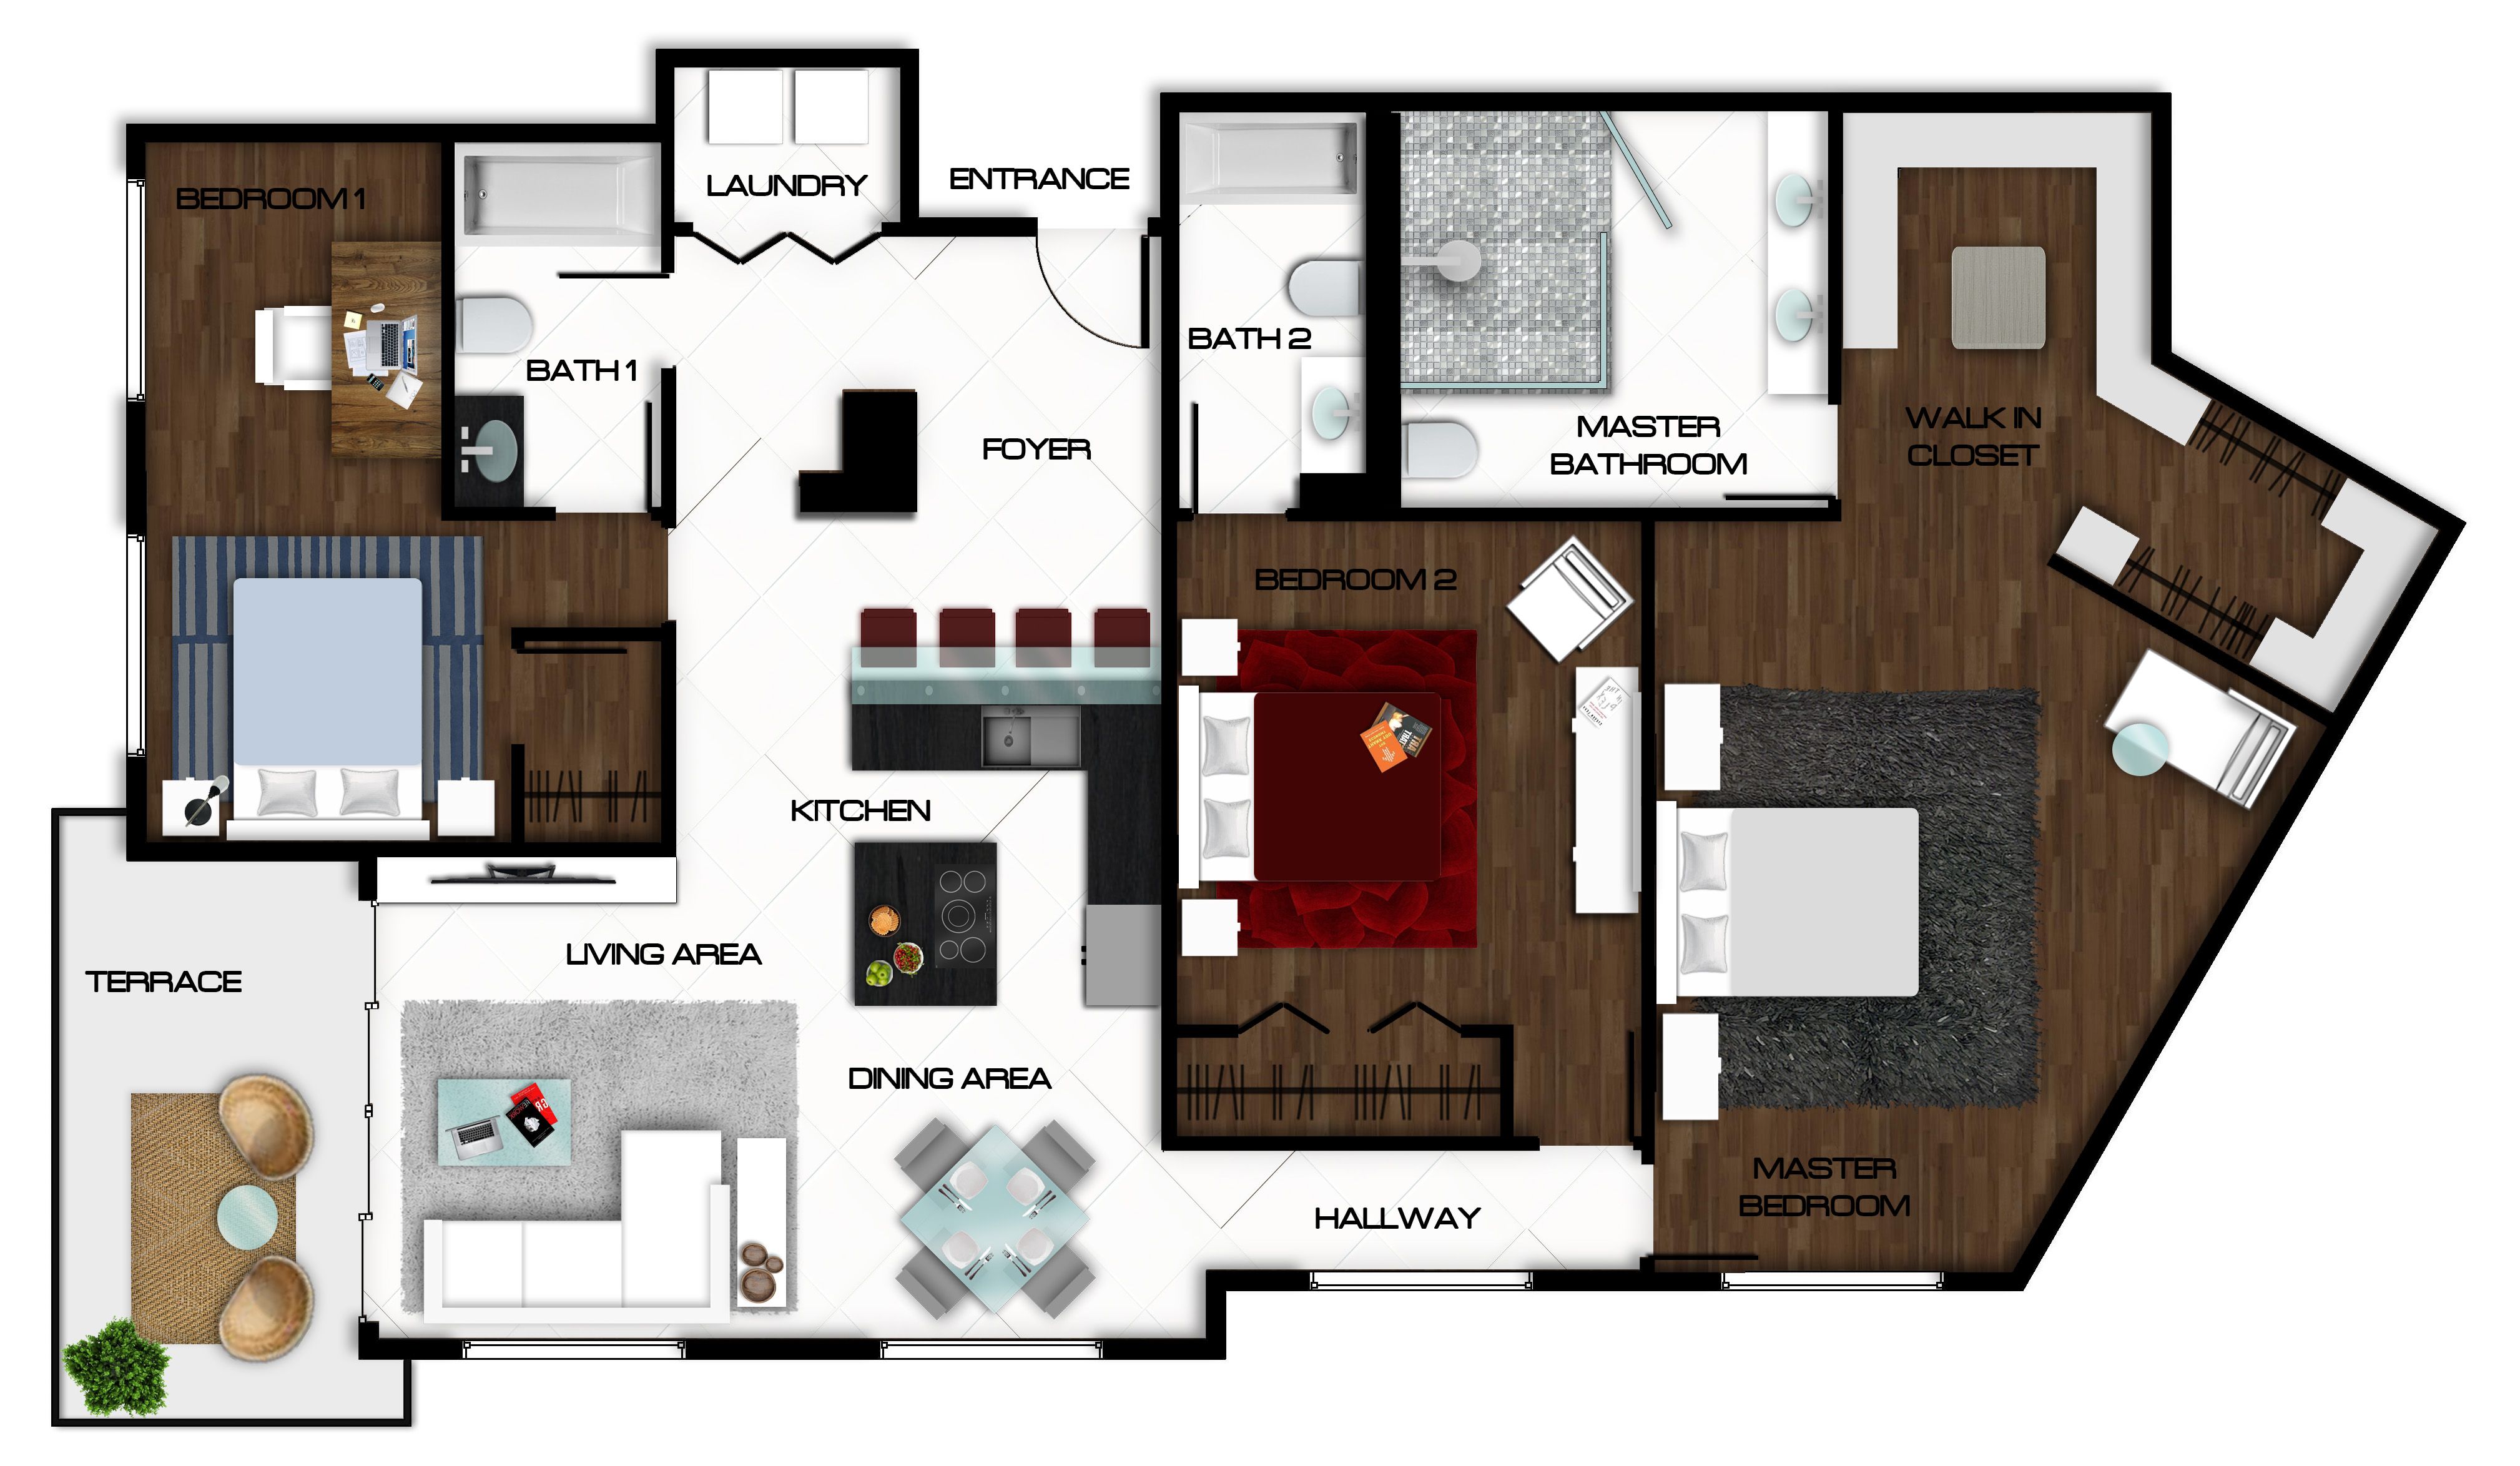 BEDROOM 1
LAUNDRY
ENTRANCE
BATH 1
BATH 2
FOYER
MASTER
BATHROOM
WALK IN
CLOSET
BEDROOM 2
KITCHEN
LIVING AREA
TERRACE
DINING AREA
HALLWAY
MASTER
BEDROOM